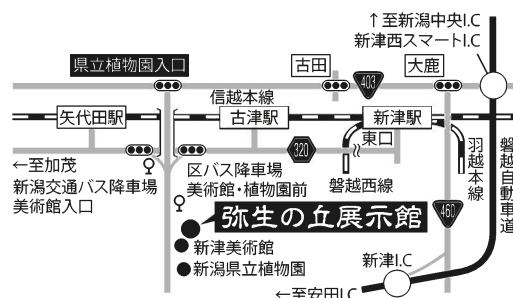 ↑至新潟中央I.C
新津西スマートI.C
県立植物園入口
古田
403
大鹿
信越本線
矢代田駅
古津駅
新津駅
東口
320
←至加茂
新潟交通バス降車場
美術館入口
区バス降車場
美術館・植物園前
磐越西線
羽越本線
磐越自動車道
弥生の丘展示館
460
新津美術館
新潟県立植物園
新津I.C
←至安田I.C